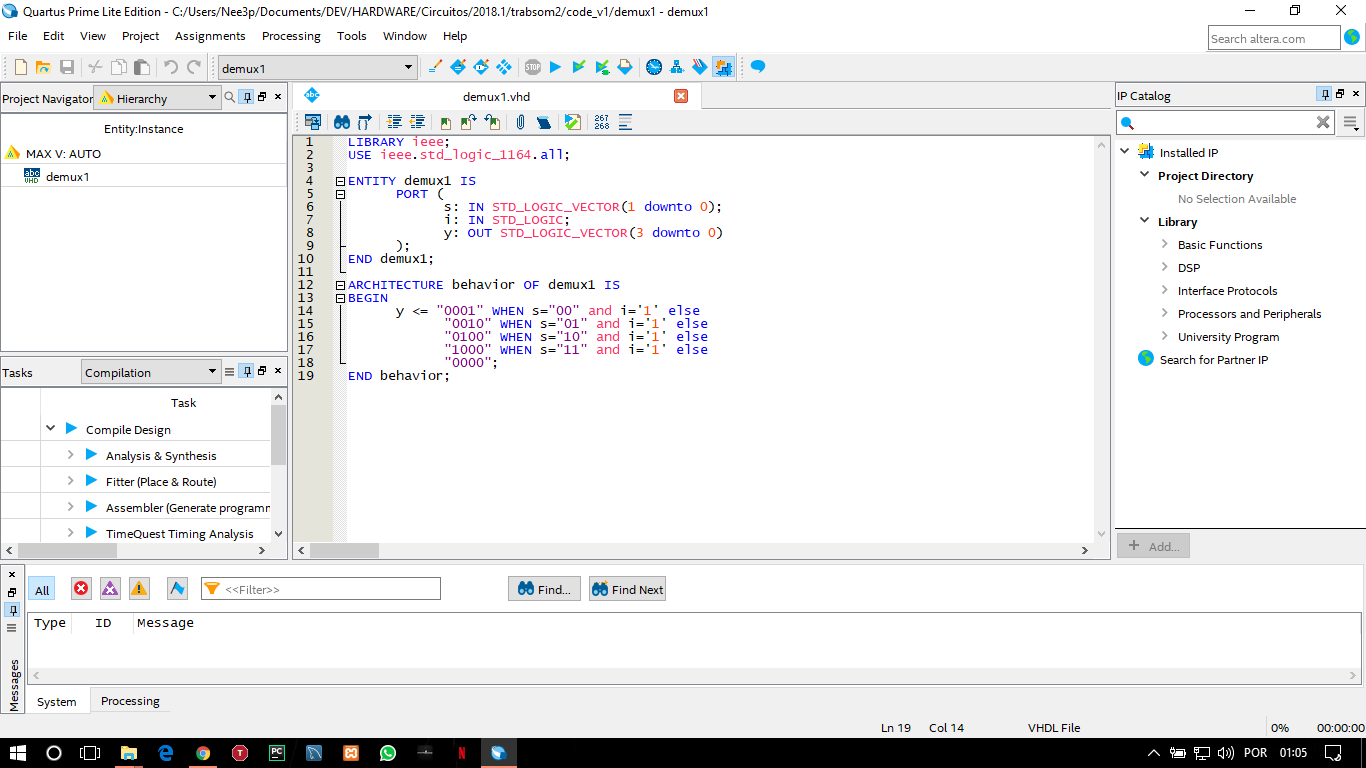 Quartus Prime Lite Edition - C:/Users/Nee3p/Documents/DEV/HARDWARE/Circuitos/2018.1/trabsom2/code_v1/demux1 - demux1
File Edit View Project Assignments Processing Tools Window Help
Search altera.com
demux1
STOP
Project Navigator Hierarchy
Entity:Instance
MAX V: AUTO
abc VHD demux1
Tasks Compilation
Task
Compile Design
Analysis & Synthesis
Fitter (Place & Route)
Assembler (Generate programm
TimeQuest Timing Analysis
abc demux1.vhd
267
268
1 LIBRARY ieee;
2 USE ieee.std_logic_1164.all;
3
4 ENTITY demux1 IS
5 PORT (
6 s: IN STD_LOGIC_VECTOR(1 downto 0);
7 i: IN STD_LOGIC;
8 y: OUT STD_LOGIC_VECTOR(3 downto 0)
9 );
10 END demux1;
11
12 ARCHITECTURE behavior OF demux1 IS
13 BEGIN
14 y <= "0001" WHEN s="00" and i='1' else
15 "0010" WHEN s="01" and i='1' else
16 "0100" WHEN s="10" and i='1' else
17 "1000" WHEN s="11" and i='1' else
18 "0000";
19 END behavior;
IP Catalog
Installed IP
Project Directory
No Selection Available
Library
Basic Functions
DSP
Interface Protocols
Processors and Peripherals
University Program
Search for Partner IP
+ Add...
All <<Filter>> Find... Find Next
Type ID Message
Messages
System Processing
Ln 19 Col 14 VHDL File 0% 00:00:00
T PC N POR 01:05